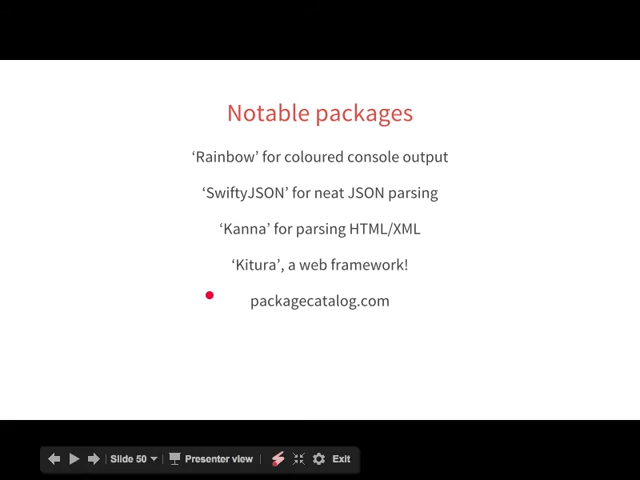 Notable packages
‘Rainbow’ for coloured console output
‘SwiftyJSON’ for neat JSON parsing
‘Kanna’ for parsing HTML/XML
‘Kitura’, a web framework!
packagecatalog.com
Slide 50
Presenter view
Exit